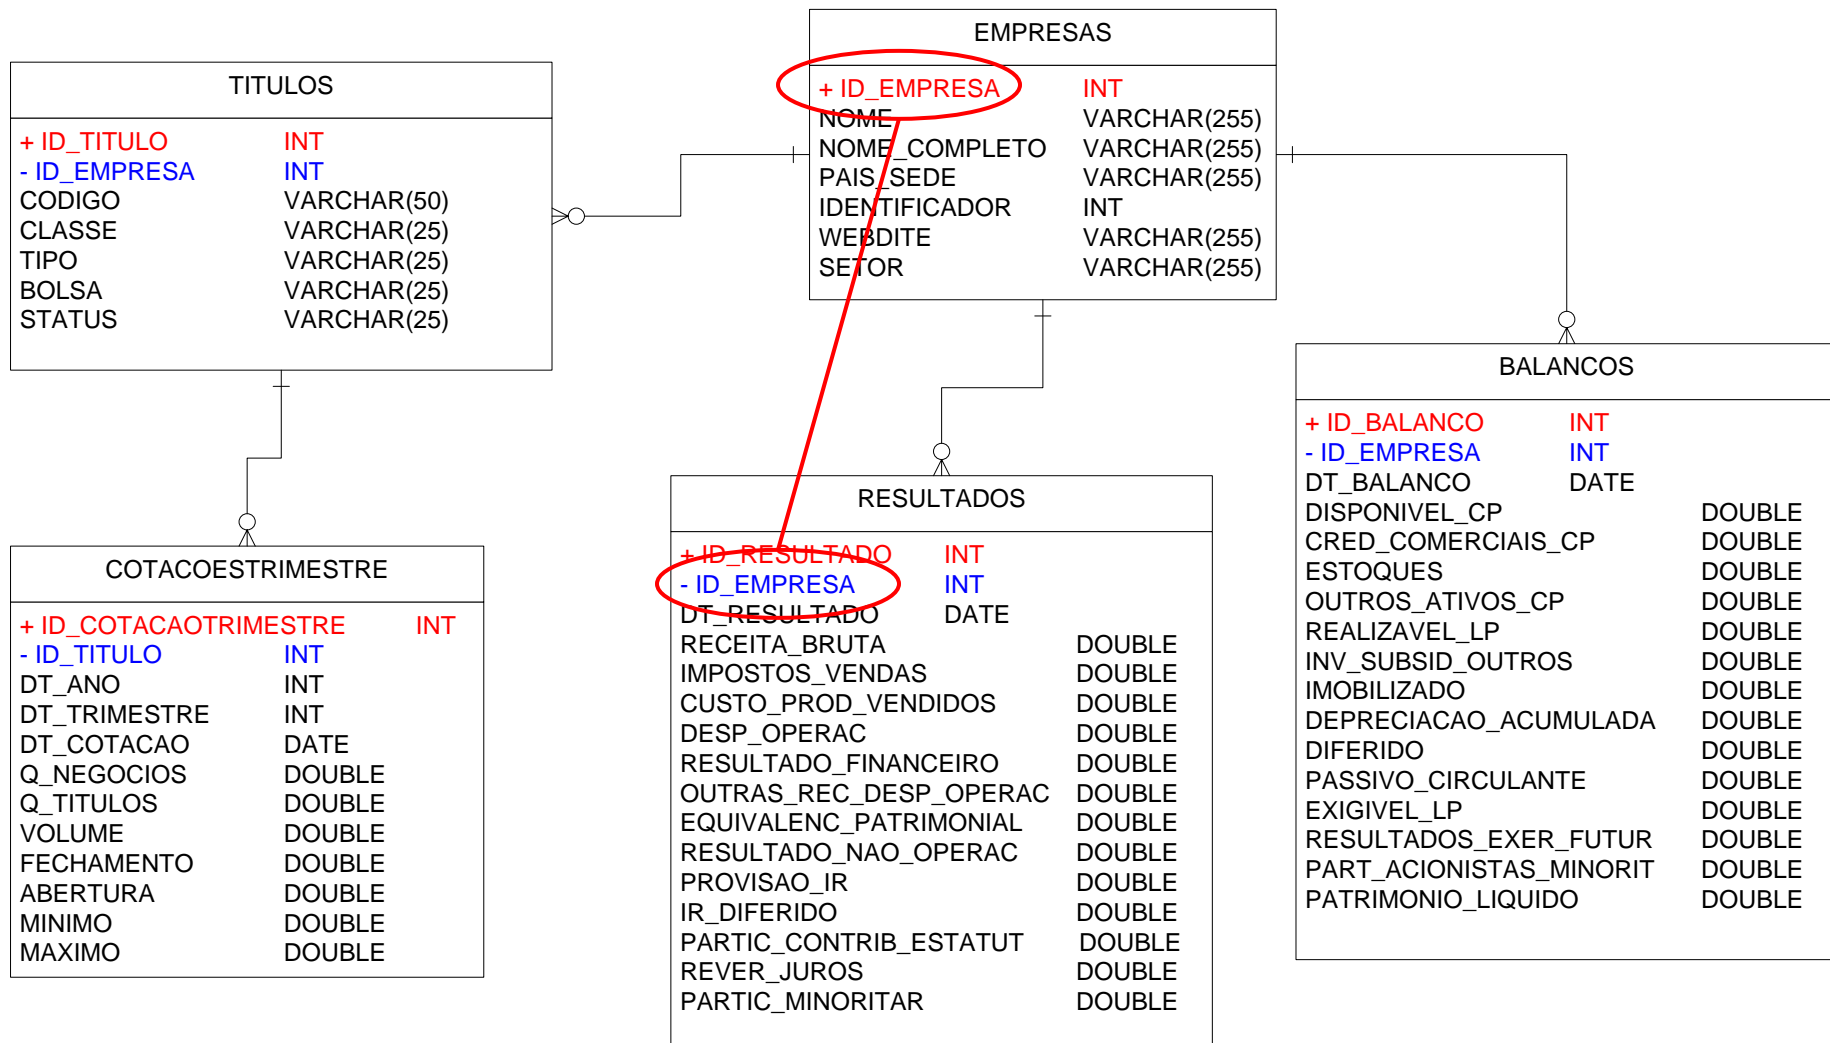 EMPRESAS
+ ID_EMPRESA INT
NOME VARCHAR(255)
NOME_COMPLETO VARCHAR(255)
PAIS_SEDE VARCHAR(255)
IDENTIFICADOR INT
WEBDITE VARCHAR(255)
SETOR VARCHAR(255)
TITULOS
+ ID_TITULO INT
- ID_EMPRESA INT
CODIGO VARCHAR(50)
CLASSE VARCHAR(25)
TIPO VARCHAR(25)
BOLSA VARCHAR(25)
STATUS VARCHAR(25)
BALANCOS
+ ID_BALANCO INT
- ID_EMPRESA INT
DT_BALANCO DATE
DISPONIVEL_CP DOUBLE
CRED_COMERCIAIS_CP DOUBLE
ESTOQUES DOUBLE
OUTROS_ATIVOS_CP DOUBLE
REALIZAVEL_LP DOUBLE
INV_SUBSID_OUTROS DOUBLE
IMOBILIZADO DOUBLE
DEPRECIACAO_ACUMULADA DOUBLE
DIFERIDO DOUBLE
PASSIVO_CIRCULANTE DOUBLE
EXIGIVEL_LP DOUBLE
RESULTADOS_EXER_FUTUR DOUBLE
PART_ACIONISTAS_MINORIT DOUBLE
PATRIMONIO_LIQUIDO DOUBLE
RESULTADOS
+ ID_RESULTADO INT
- ID_EMPRESA INT
DT_RESULTADO DATE
RECEITA_BRUTA DOUBLE
IMPOSTOS_VENDAS DOUBLE
CUSTO_PROD_VENDIDOS DOUBLE
DESP_OPERAC DOUBLE
RESULTADO_FINANCEIRO DOUBLE
OUTRAS_REC_DESP_OPERAC DOUBLE
EQUIVALENC_PATRIMONIAL DOUBLE
RESULTADO_NAO_OPERAC DOUBLE
PROVISAO_IR DOUBLE
IR_DIFERIDO DOUBLE
PARTIC_CONTRIB_ESTATUT DOUBLE
REVER_JUROS DOUBLE
PARTIC_MINORITAR DOUBLE
COTACOESTRIMESTRE
+ ID_COTACAOTRIMESTRE INT
- ID_TITULO INT
DT_ANO INT
DT_TRIMESTRE INT
DT_COTACAO DATE
Q_NEGOCIOS DOUBLE
Q_TITULOS DOUBLE
VOLUME DOUBLE
FECHAMENTO DOUBLE
ABERTURA DOUBLE
MINIMO DOUBLE
MAXIMO DOUBLE